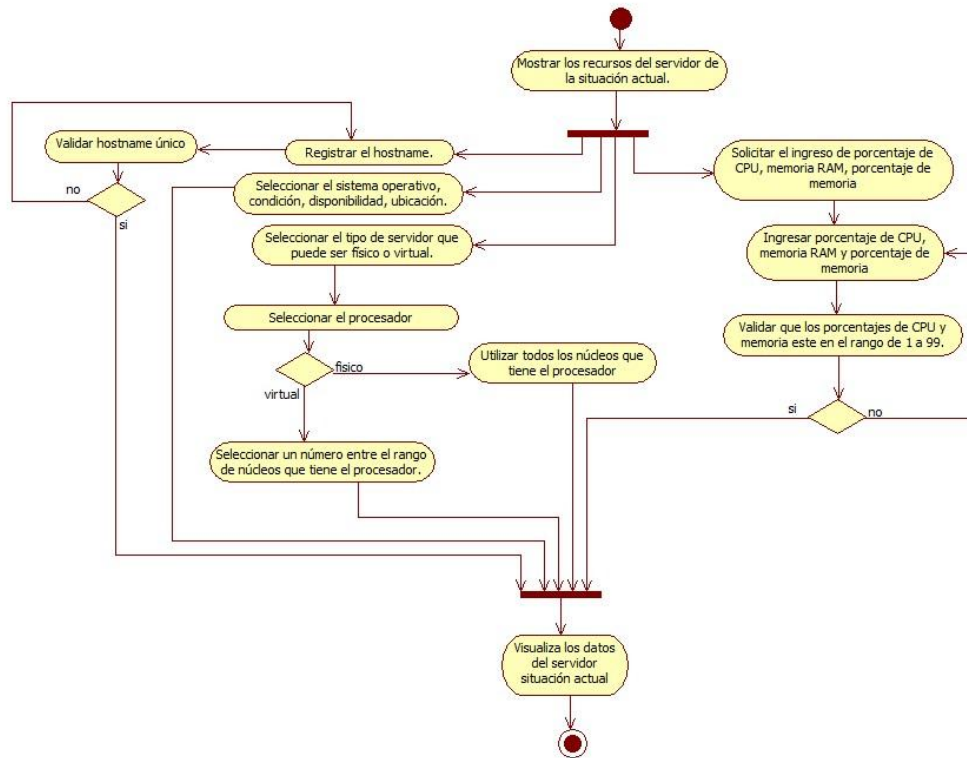 Mostrar los recursos del servidor de
la situación actual.
Validar hostname único
no
si
Registrar el hostname.
Seleccionar el sistema operativo,
condición, disponibilidad, ubicación.
Seleccionar el tipo de servidor que
puede ser físico o virtual.
Seleccionar el procesador
fisico
virtual
Utilizar todos los núcleos que
tiene el procesador
Seleccionar un número entre el rango
de núcleos que tiene el procesador.
Solicitar el ingreso de porcentaje de
CPU, memoria RAM, porcentaje de
memoria
Ingresar porcentaje de CPU,
memoria RAM y porcentaje de
memoria
Validar que los porcentajes de CPU y
memoria este en el rango de 1 a 99.
si
no
Visualiza los datos
del servidor
situación actual